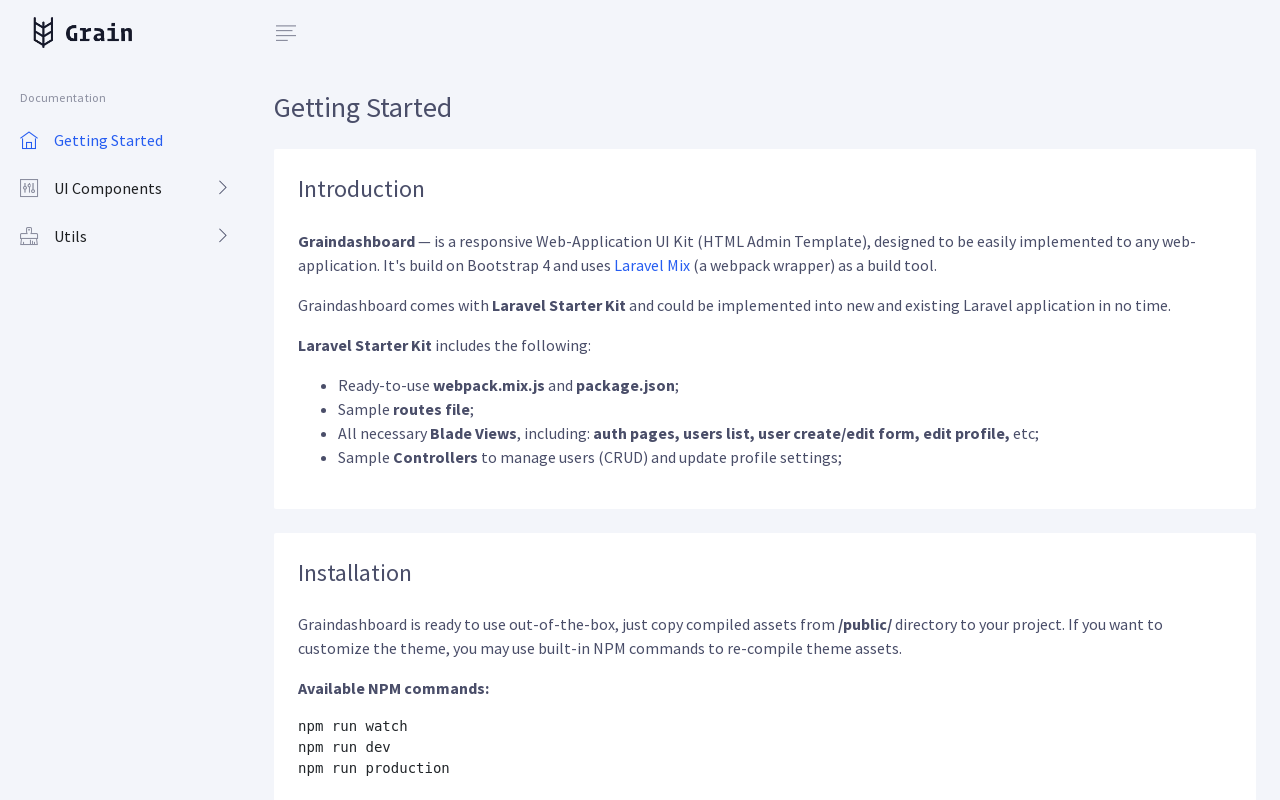 Grain
Documentation
Getting Started
UI Components
Utils
Getting Started
Introduction
Graindashboard — is a responsive Web-Application UI Kit (HTML Admin Template), designed to be easily implemented to any web-
application. It's build on Bootstrap 4 and uses Laravel Mix (a webpack wrapper) as a build tool.
Graindashboard comes with Laravel Starter Kit and could be implemented into new and existing Laravel application in no time.
Laravel Starter Kit includes the following:
• Ready-to-use webpack.mix.js and package.json;
• Sample routes file;
• All necessary Blade Views, including: auth pages, users list, user create/edit form, edit profile, etc;
• Sample Controllers to manage users (CRUD) and update profile settings;
Installation
Graindashboard is ready to use out-of-the-box, just copy compiled assets from /public/ directory to your project. If you want to
customize the theme, you may use built-in NPM commands to re-compile theme assets.
Available NPM commands:
npm run watch
npm run dev
npm run production